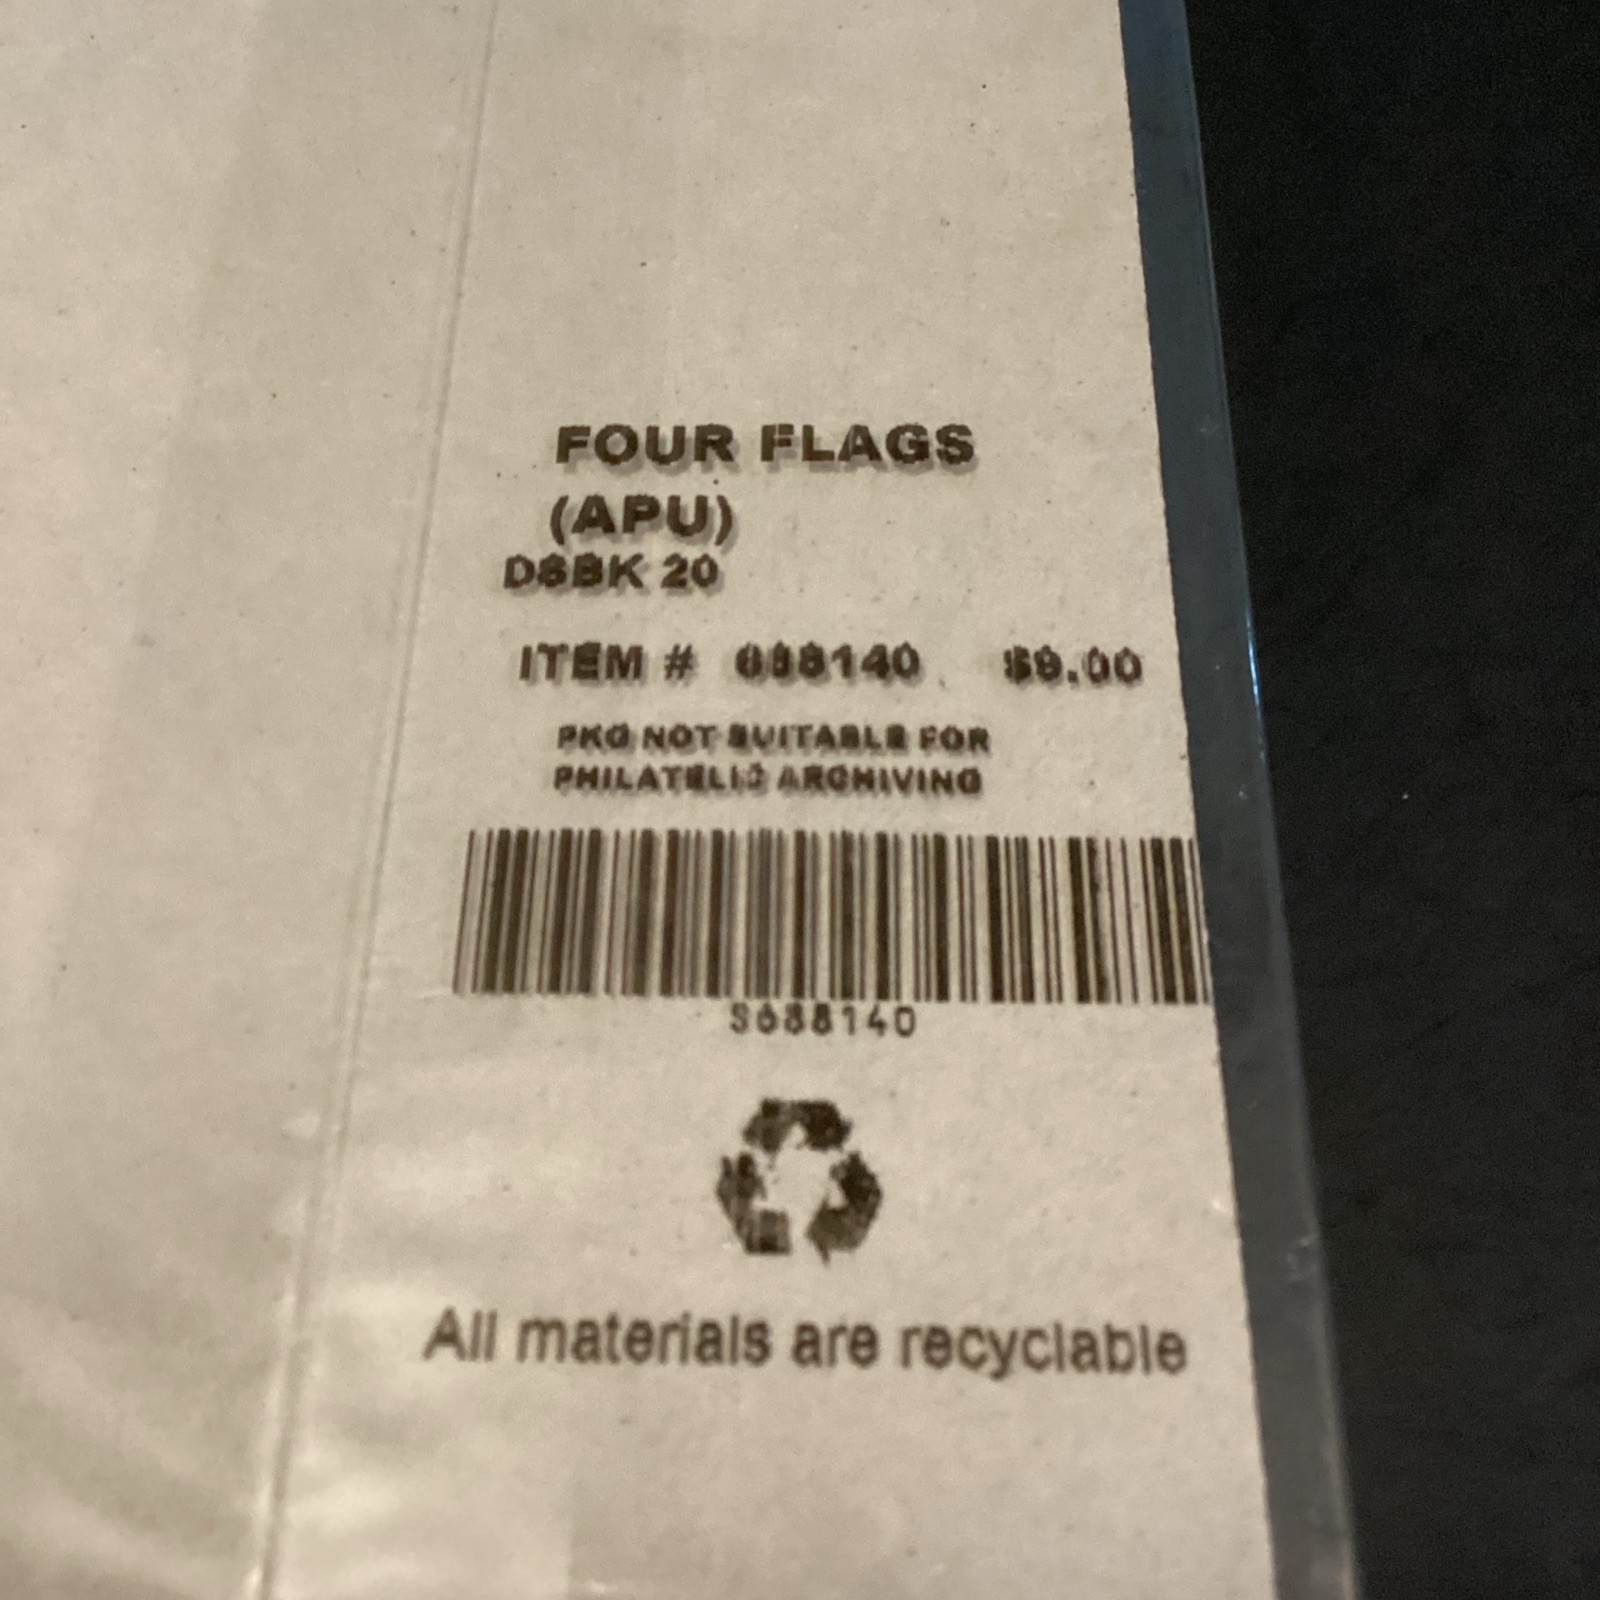 FOUR FLAGS
(APU)
DSBK 20
ITEM # 688140 $9.00
PKG NOT SUITABLE FOR
PHILATELIC ARCHIVING
S688140
All materials are recyclable